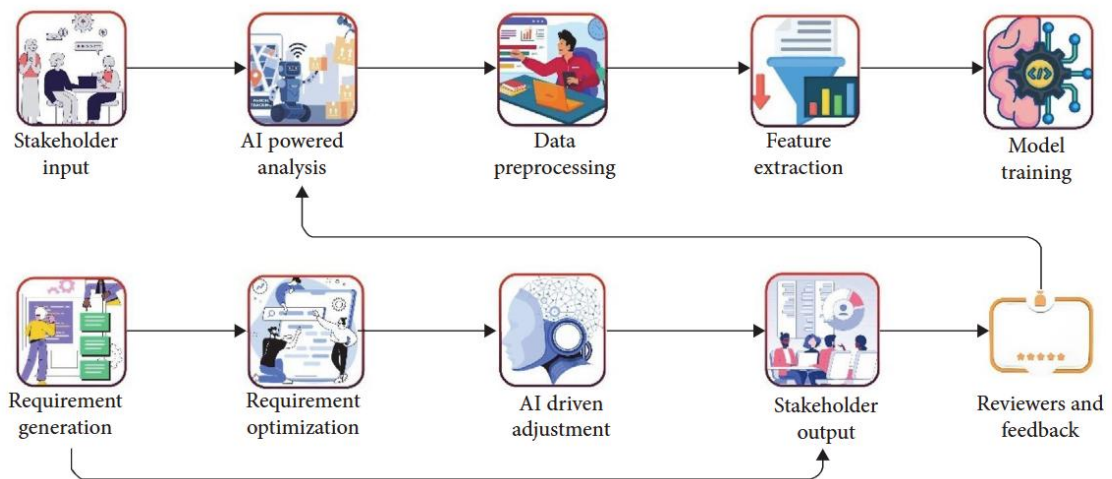 Stakeholder
input
AI powered
analysis
Data
preprocessing
Feature
extraction
Model
training
Requirement
generation
Requirement
optimization
AI driven
adjustment
Stakeholder
output
Reviewers and
feedback